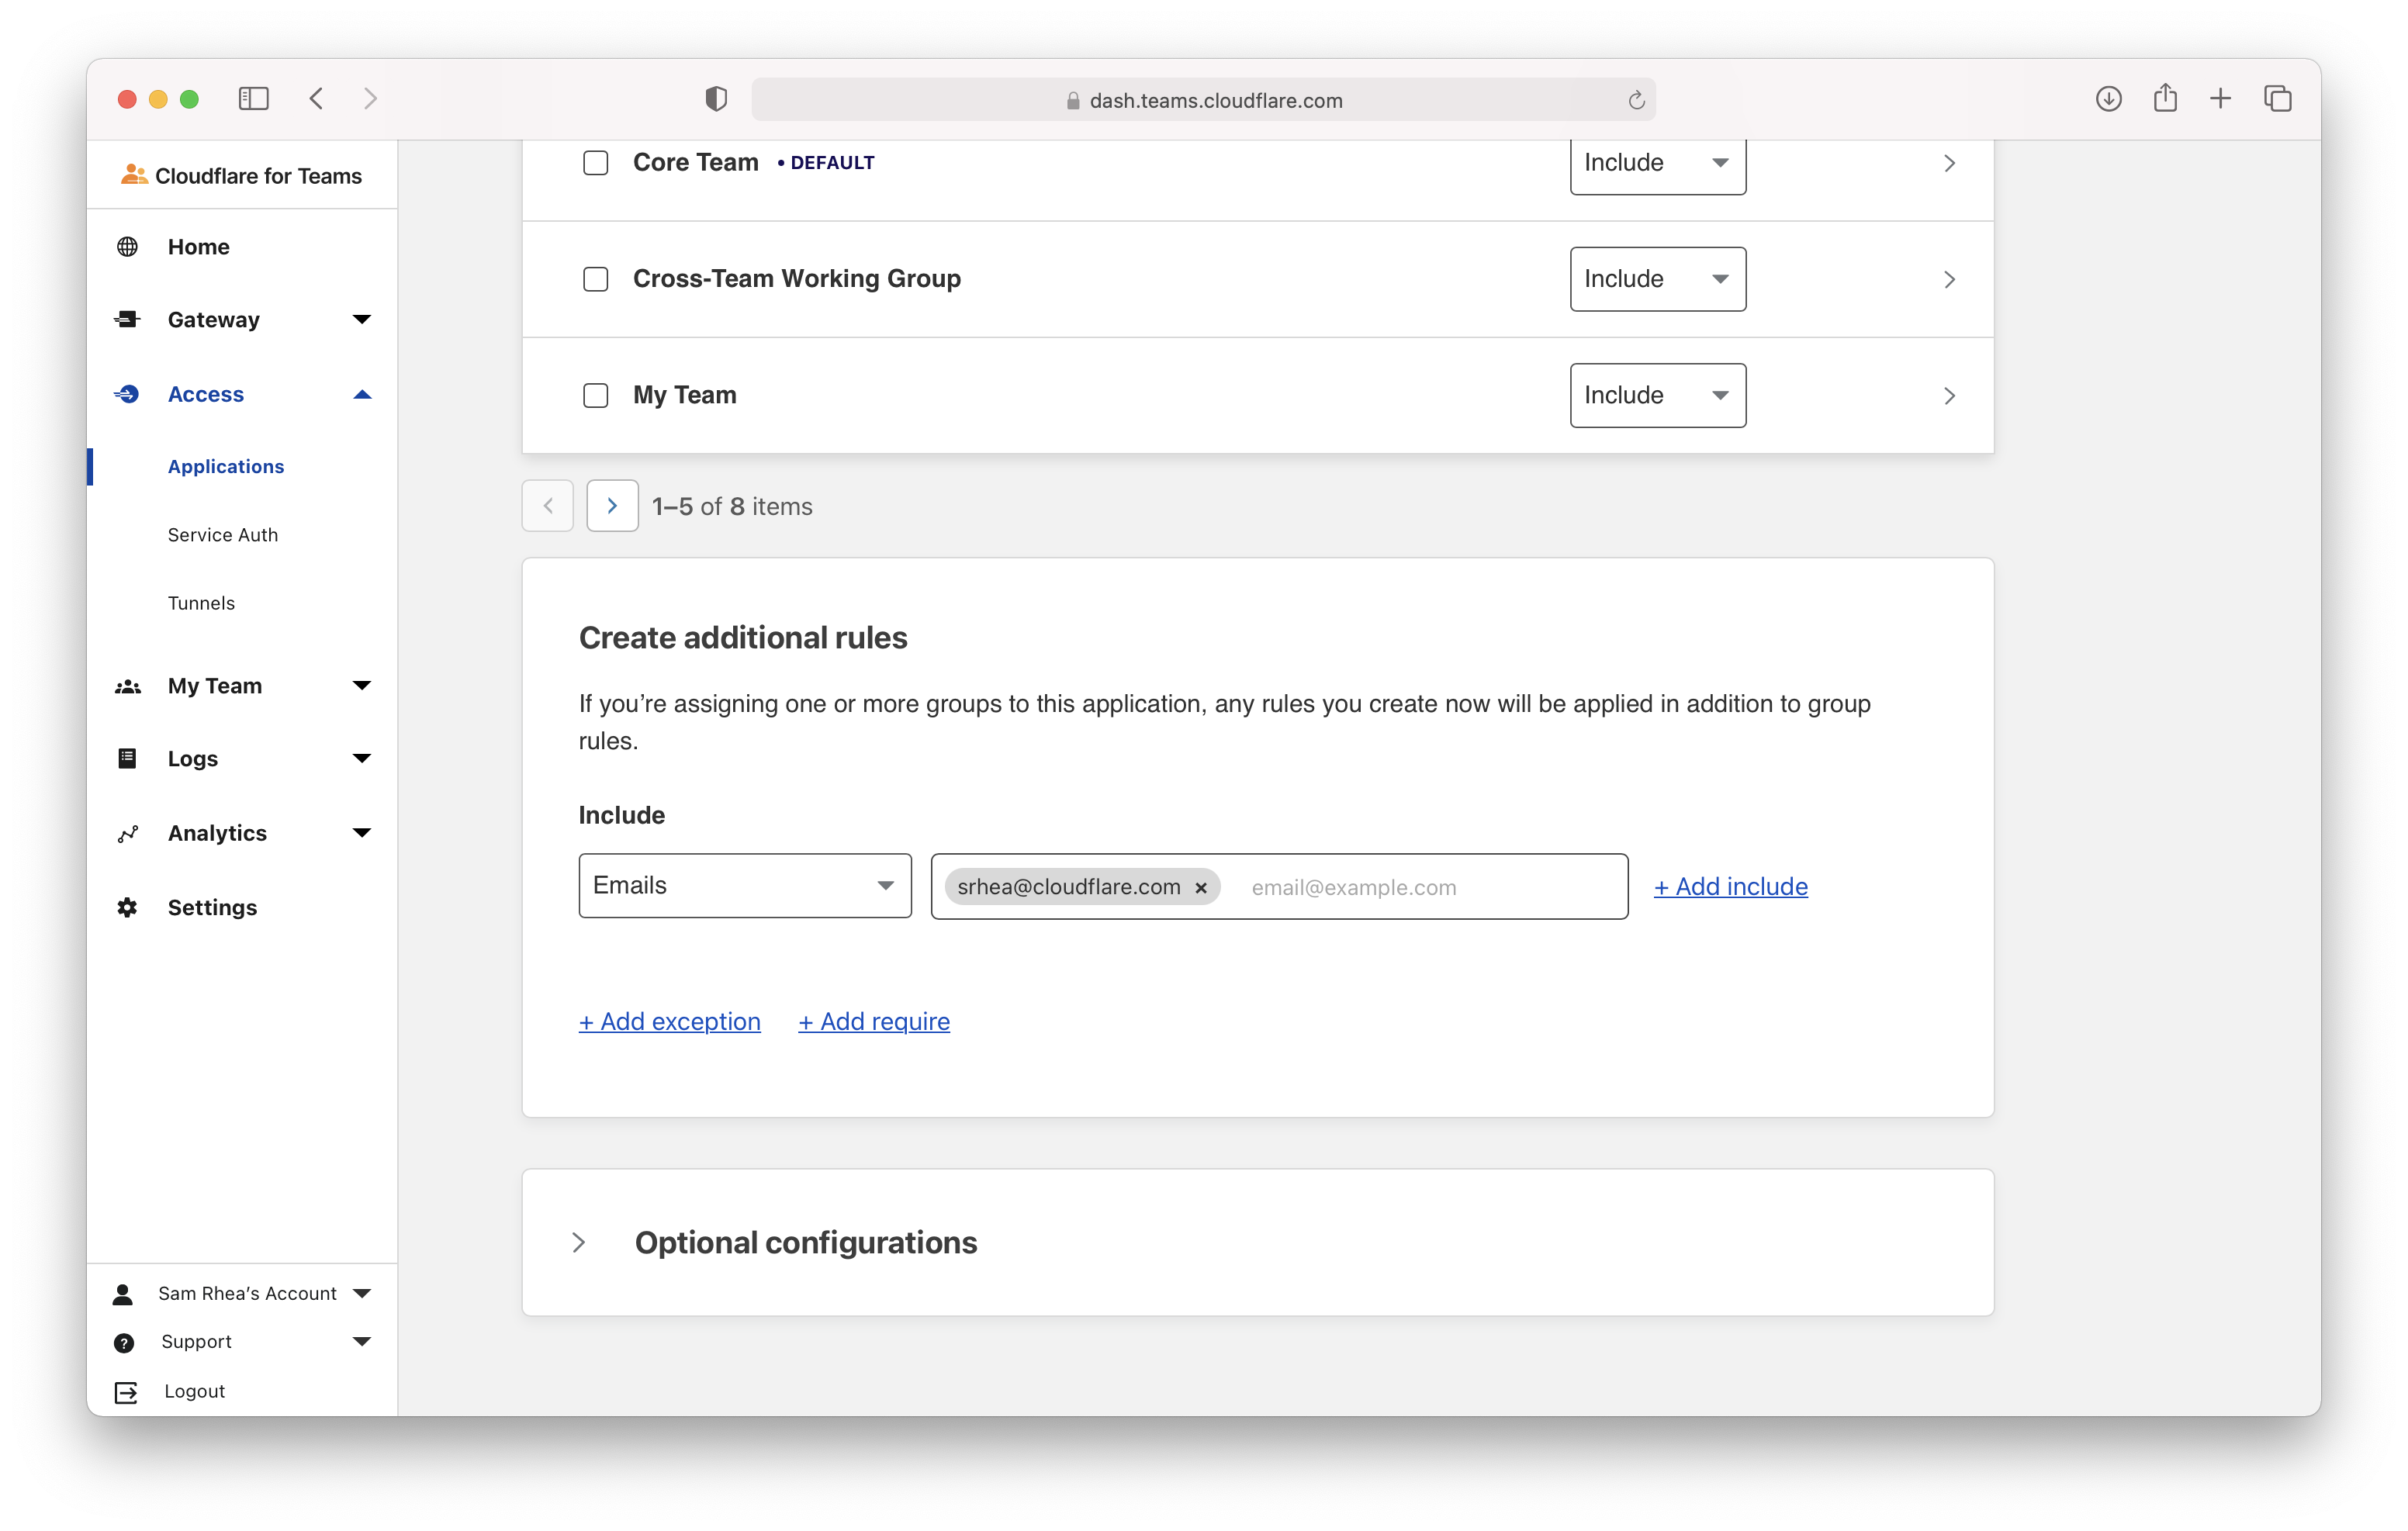 dash.teams.cloudflare.com
Cloudflare for Teams
Home
Gateway
Access
Applications
Service Auth
Tunnels
My Team
Logs
Analytics
Settings
Sam Rhea's Account
Support
Logout
Core Team • DEFAULT Include
Cross-Team Working Group Include
My Team Include
1–5 of 8 items
Create additional rules
If you’re assigning one or more groups to this application, any rules you create now will be applied in addition to group
rules.
Include
Emails srhea@cloudflare.com × email@example.com + Add include
+ Add exception + Add require
Optional configurations